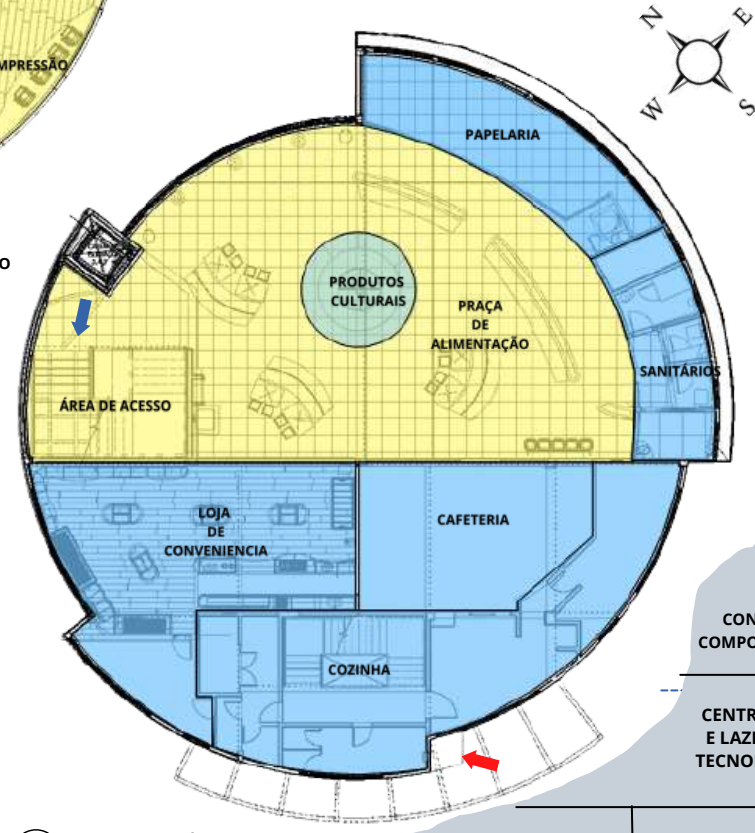 N
E
W
S
MPRESSÃO
PAPELARIA
O
PRODUTOS
CULTURAIS
PRAÇA
DE
ALIMENTAÇÃO
SANITÁRIOS
ÁREA DE ACESSO
LOJA
DE
CONVENIENCIA
CAFETERIA
COZINHA
CON
COMPO
CENTR
E LAZ
TECNO